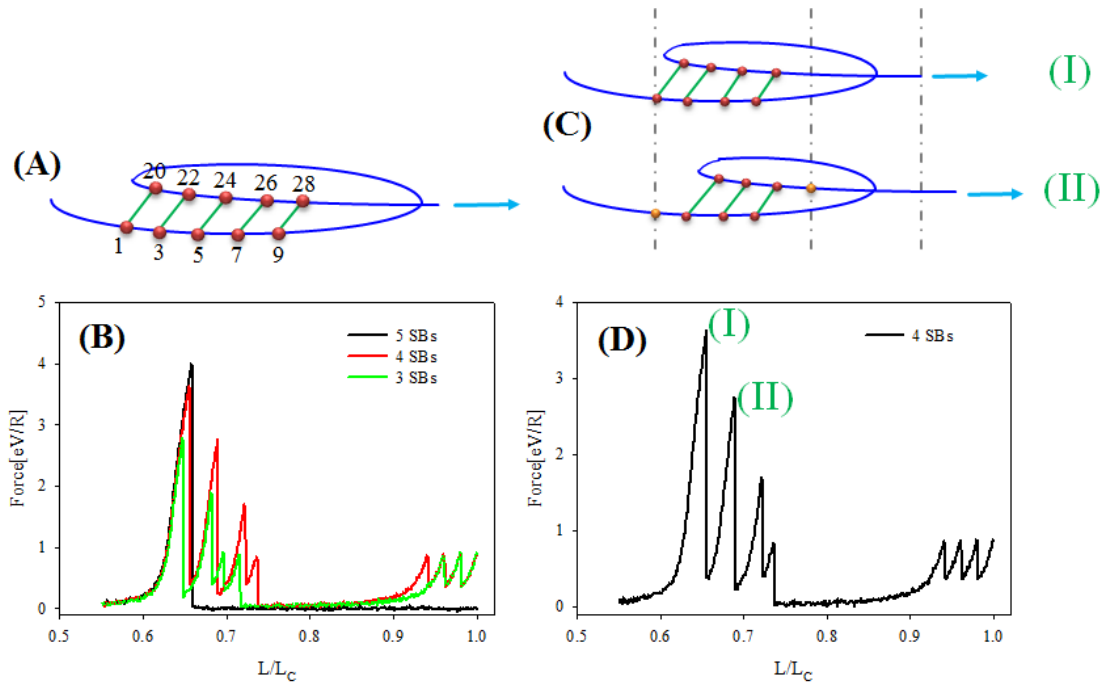 (A)
20 22 24 26 28
1 3 5 7 9
(C)
(I)
(II)
(B)
5 SBs
4 SBs
3 SBs
Force[eV/R]
5
4
3
2
1
0
0.5 0.6 0.7 0.8 0.9 1.0
L/L_C
(D)
(I)
(II)
4 SBs
Force[eV/R]
4
3
2
1
0
0.5 0.6 0.7 0.8 0.9 1.0
L/L_C